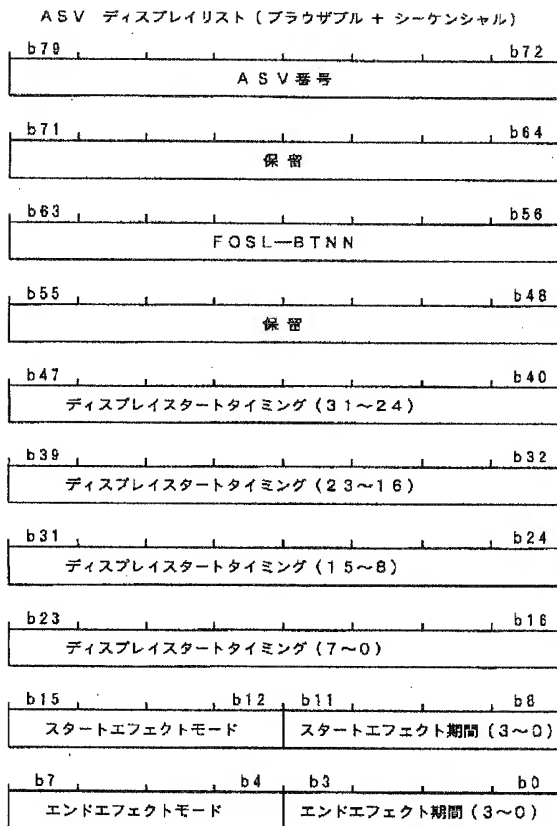 ASV ディスプレイリスト(ブラウザブル + シーケンシャル)
b79 b72
ASV番号
b71 b64
保留
b63 b56
FOSL―BTNN
b55 b48
保留
b47 b40
ディスプレイスタートタイミング(31~24)
b39 b32
ディスプレイスタートタイミング(23~16)
b31 b24
ディスプレイスタートタイミング(15~8)
b23 b16
ディスプレイスタートタイミング(7~0)
b15 b12 b11 b8
スタートエフェクトモード スタートエフェクト期間(3~0)
b7 b4 b3 b0
エンドエフェクトモード エンドエフェクト期間(3~0)